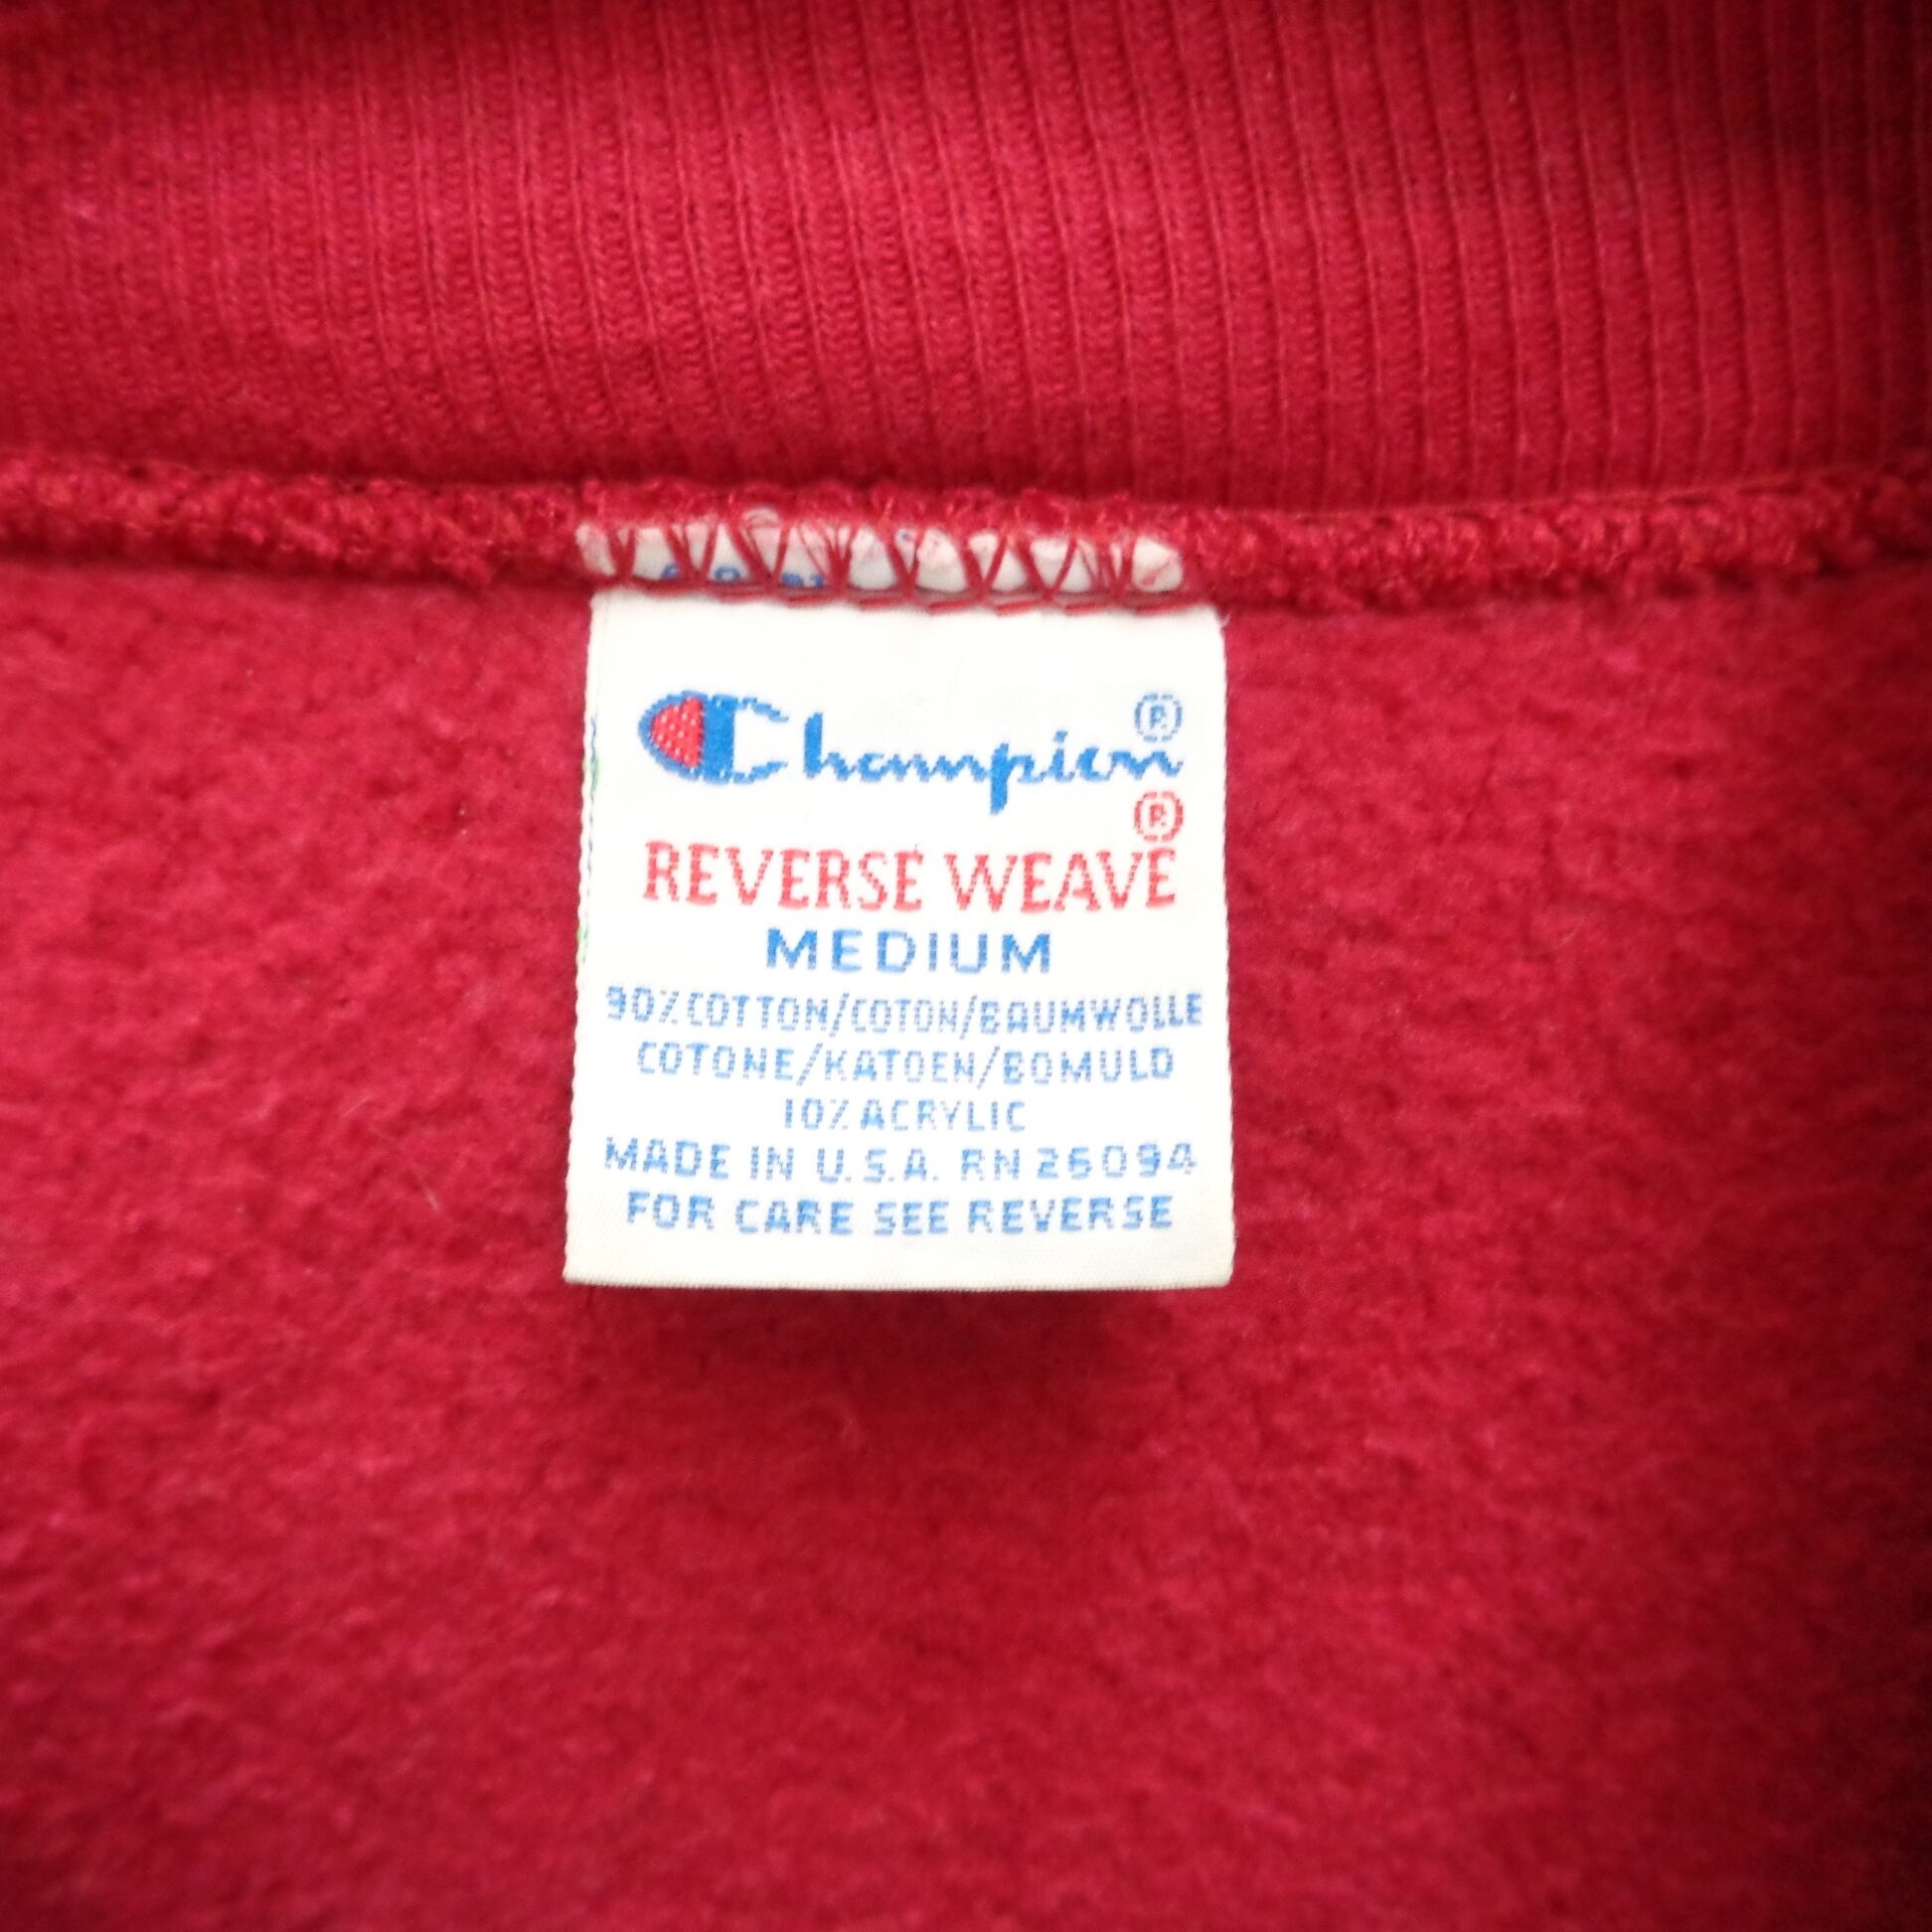 Champion ®
®
REVERSE WEAVE
MEDIUM
90% COTTON/COTON/BAUMWOLLE
COTONE/KATOEN/BOMULD
10% ACRYLIC
MADE IN U.S.A. RN 26094
FOR CARE SEE REVERSE